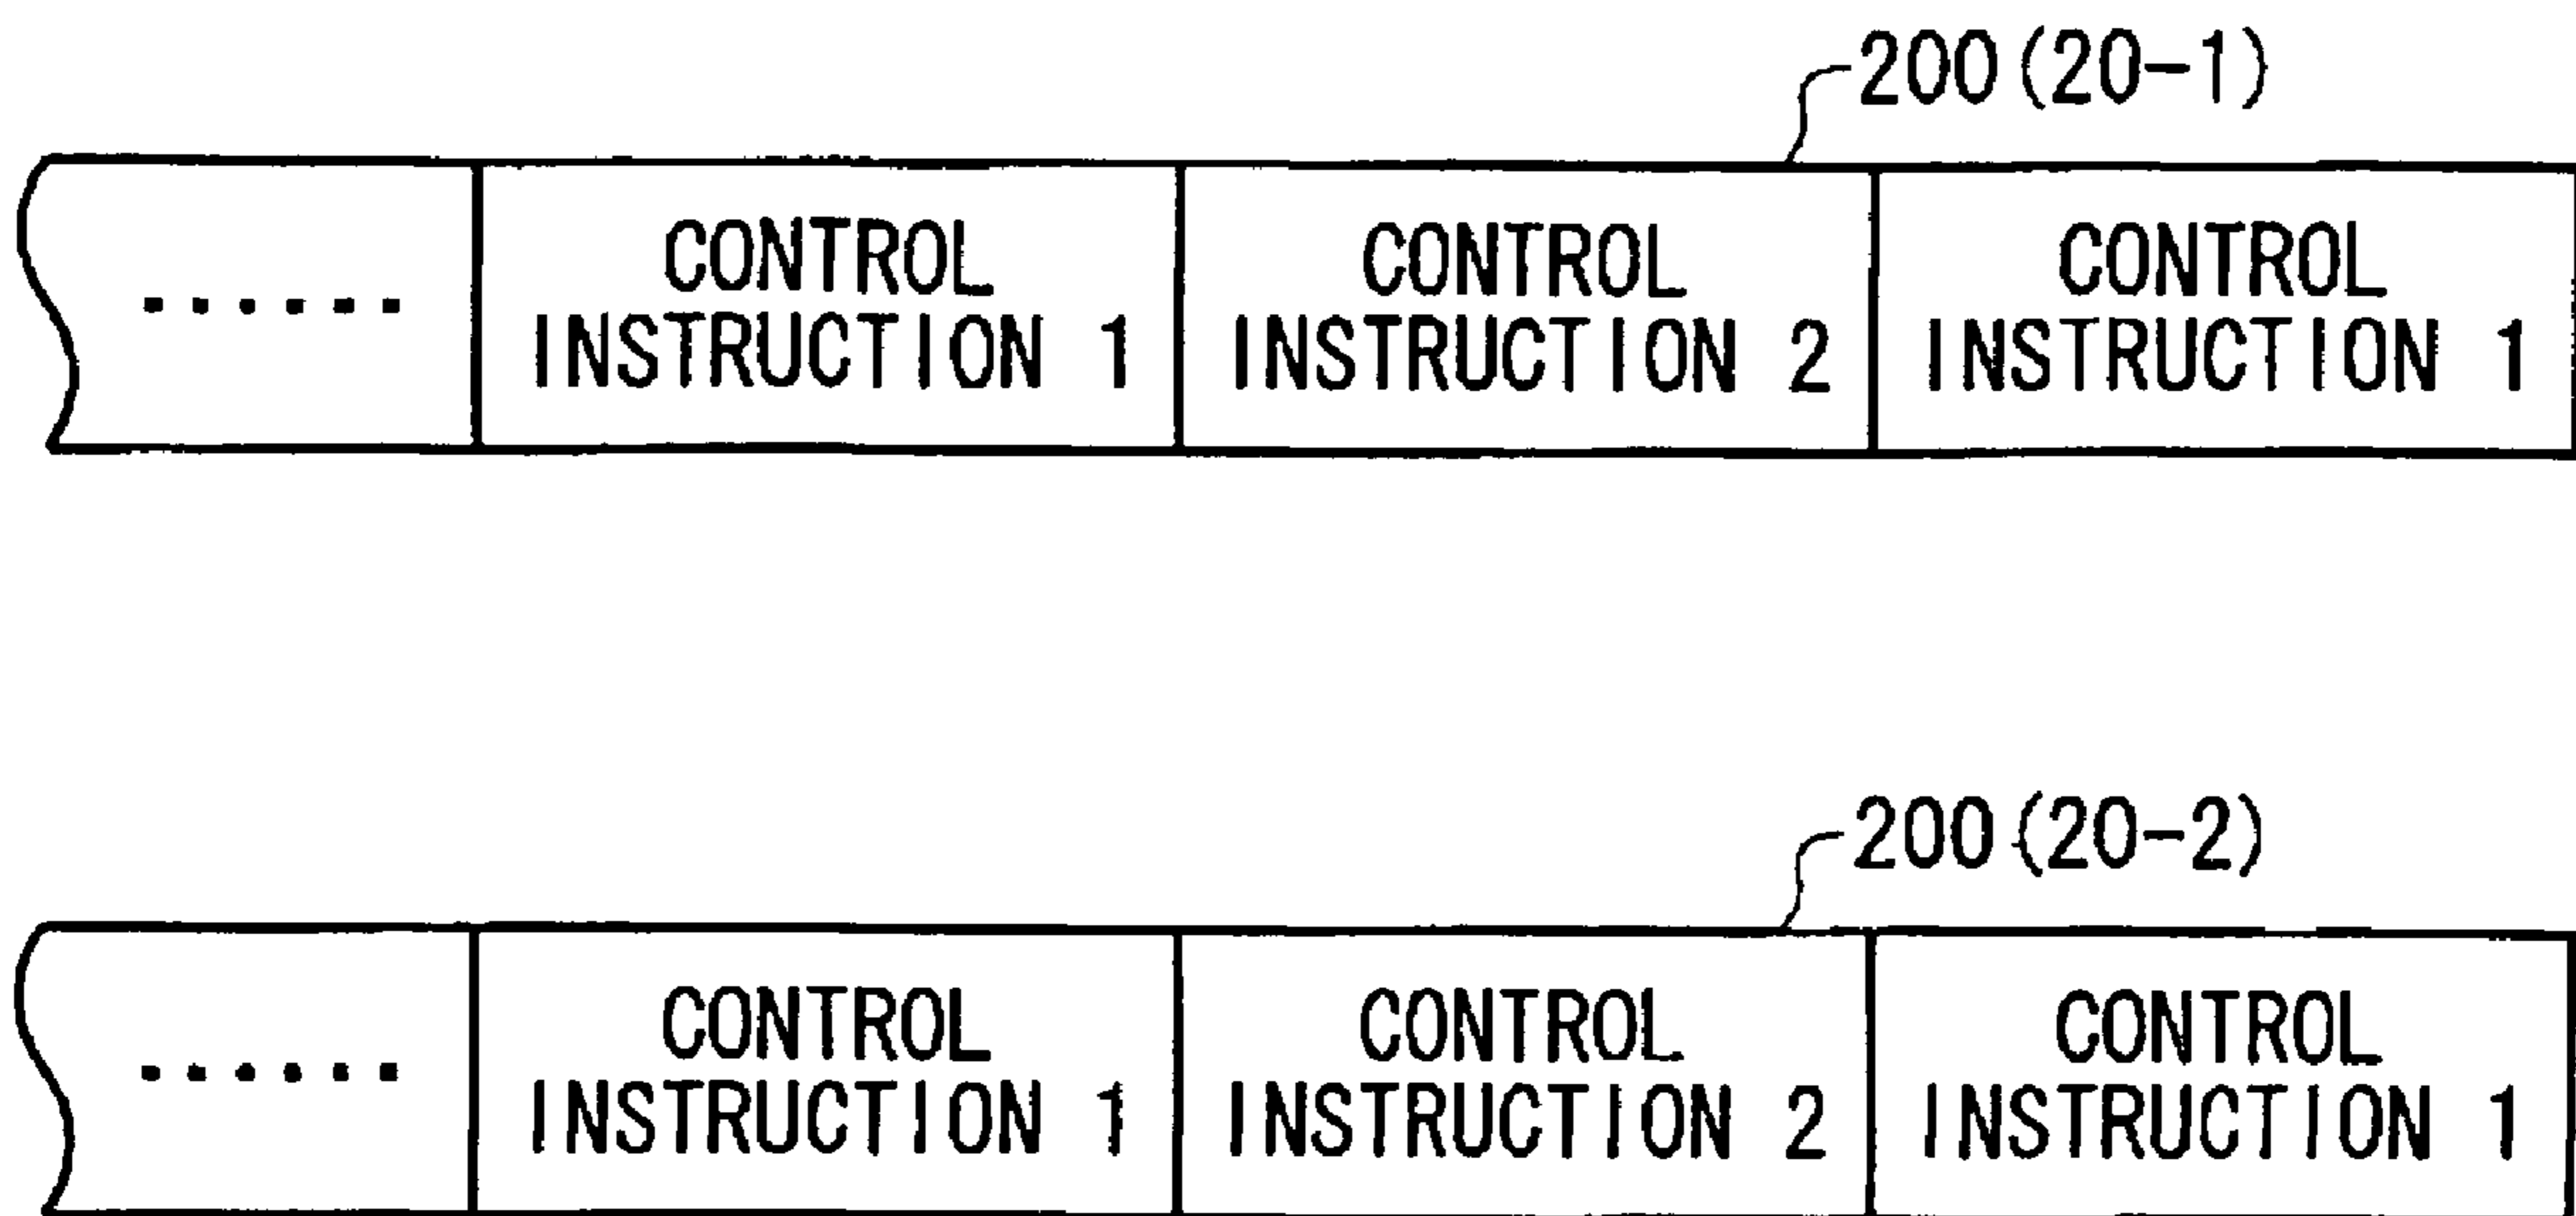 200(20-1)
...... CONTROL INSTRUCTION 1 CONTROL INSTRUCTION 2 CONTROL INSTRUCTION 1
200(20-2)
...... CONTROL INSTRUCTION 1 CONTROL INSTRUCTION 2 CONTROL INSTRUCTION 1